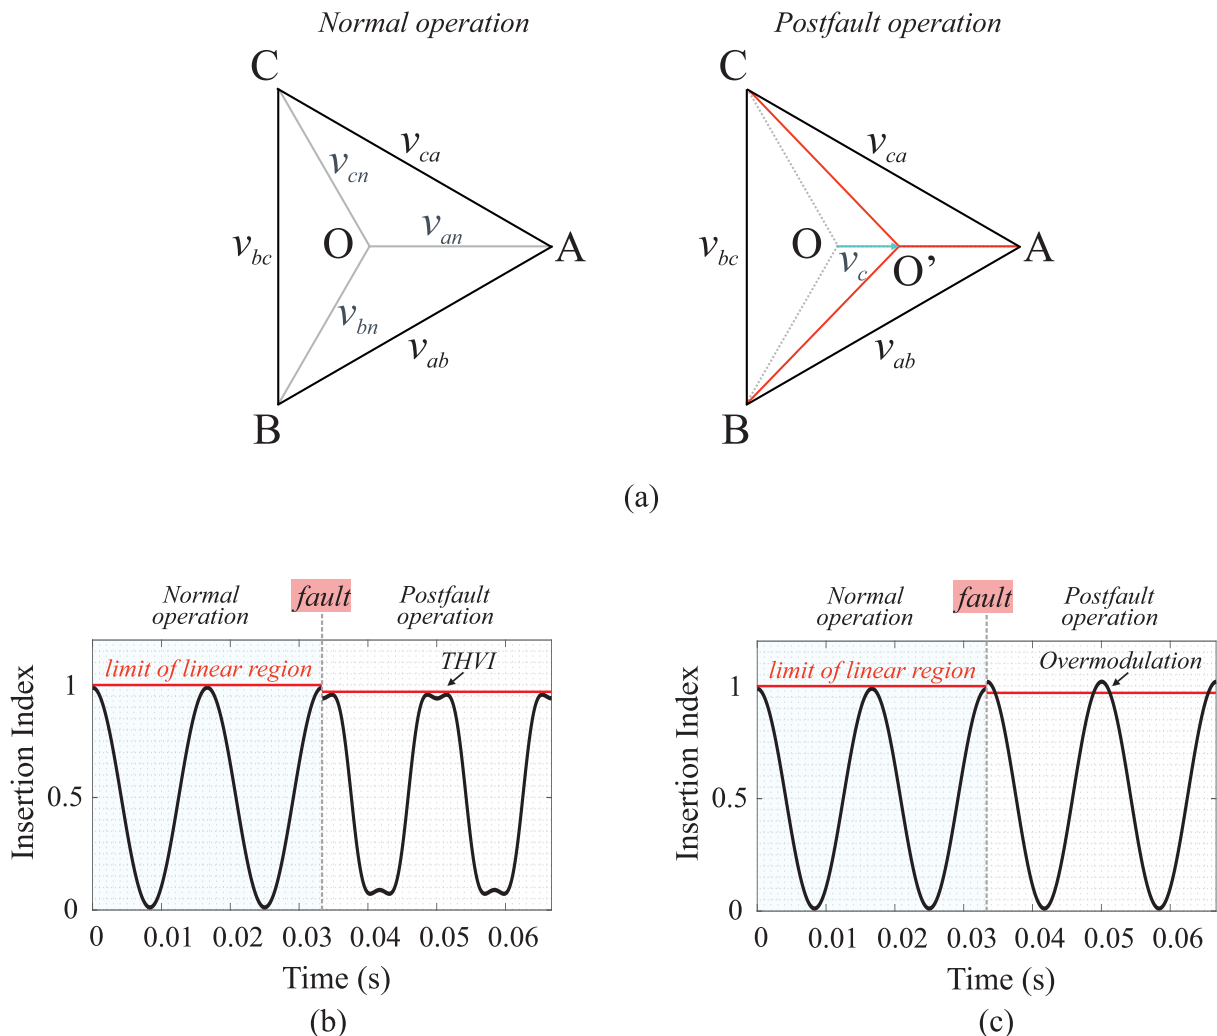 Normal operation
Postfault operation
C
C
v_ca
v_ca
v_cn
v_an
O
A
v_bc
v_bn
v_ab
B
v_bc
O
v_c
O’
A
v_ab
B
(a)
Normal
operation
fault
Postfault
operation
limit of linear region
THVI
1
0.5
0
Insertion Index
0
0.01
0.02
0.03
0.04
0.05
0.06
Time (s)
(b)
Normal
operation
fault
Postfault
operation
limit of linear region
Overmodulation
1
0.5
0
Insertion Index
0
0.01
0.02
0.03
0.04
0.05
0.06
Time (s)
(c)